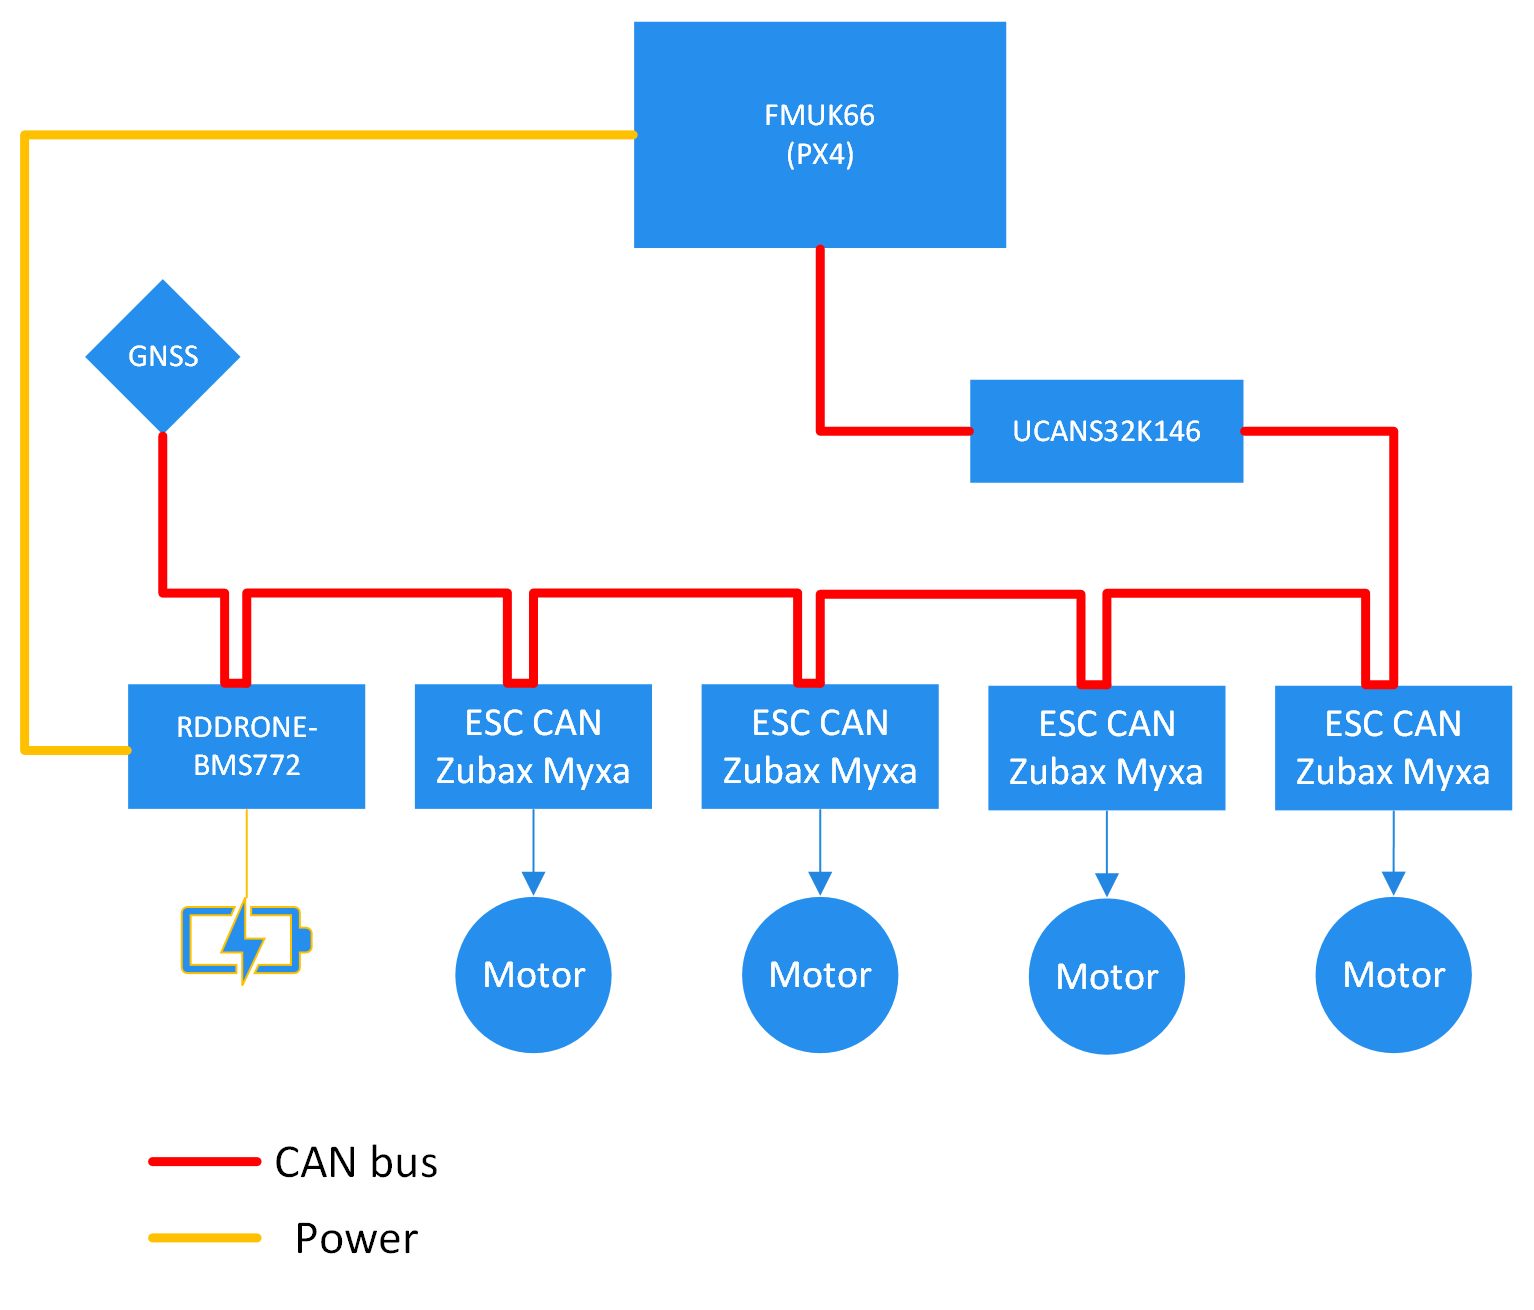 FMUK66
(PX4)
GNSS
UCANS32K146
RDDRONE-
BMS772
ESC CAN
Zubax Myxa
ESC CAN
Zubax Myxa
ESC CAN
Zubax Myxa
ESC CAN
Zubax Myxa
Motor
Motor
Motor
Motor
CAN bus
Power